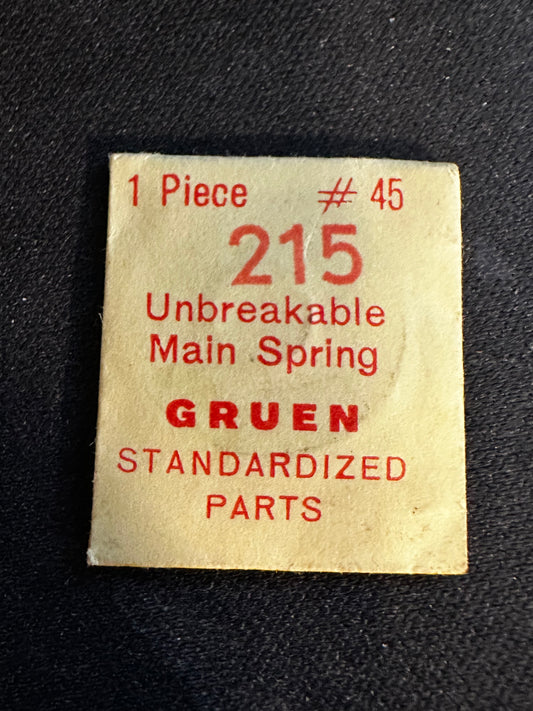 1 Piece # 45
215
Unbreakable
Main Spring
GRUEN
STANDARDIZED
PARTS